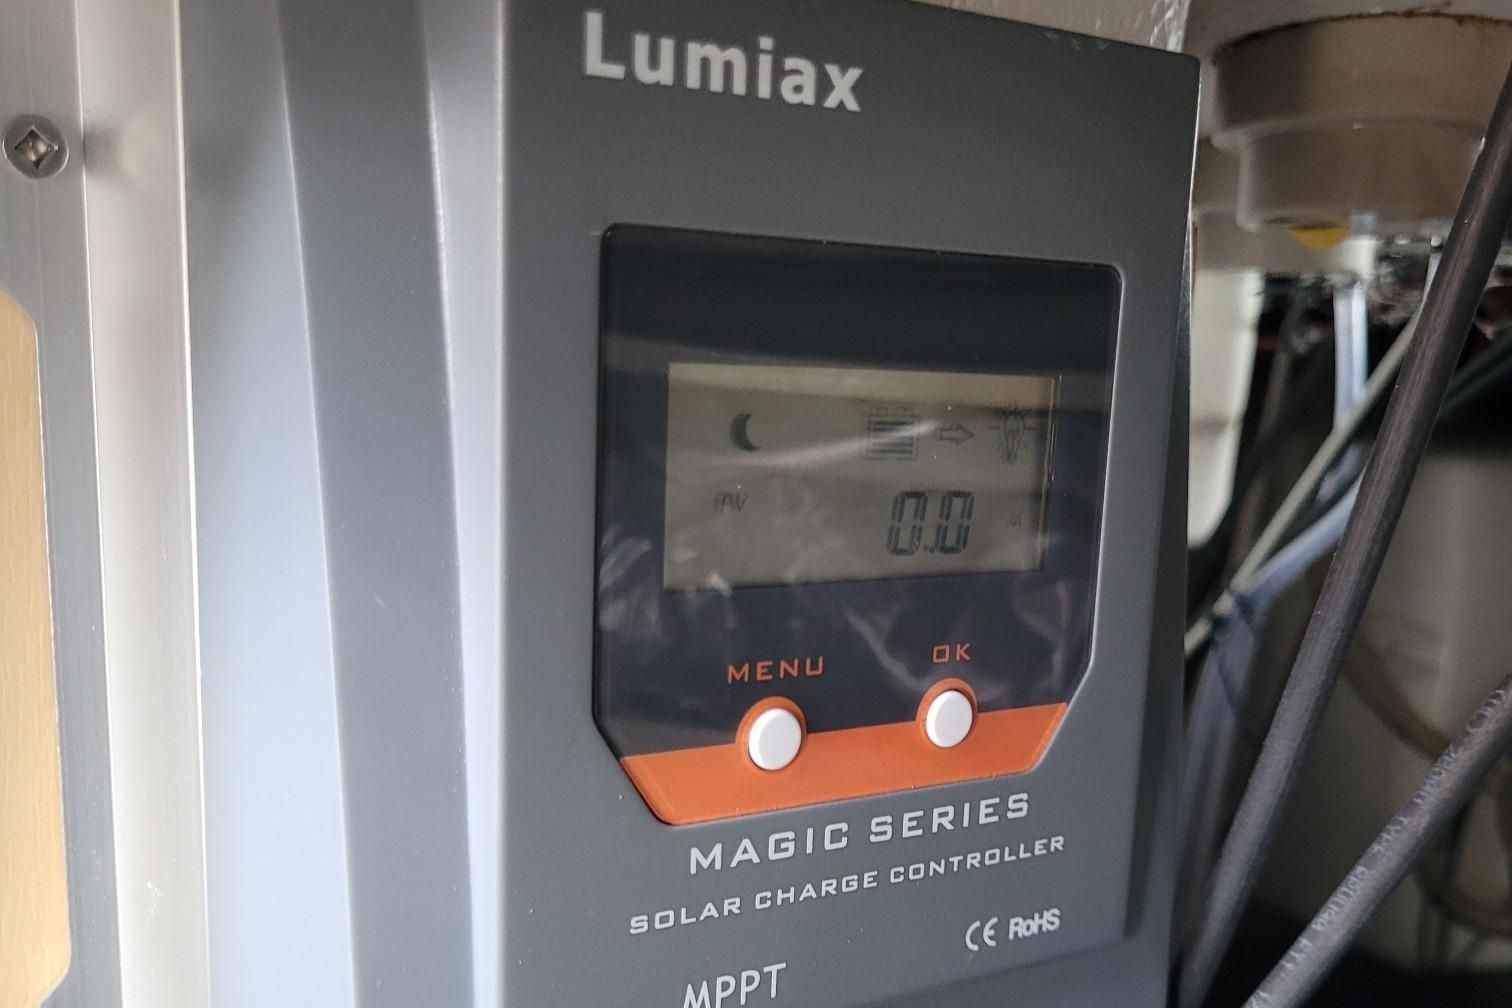 Lumiax
PV
0.0 A
MENU
OK
MAGIC SERIES
SOLAR CHARGE CONTROLLER
CE RoHS
MPPT